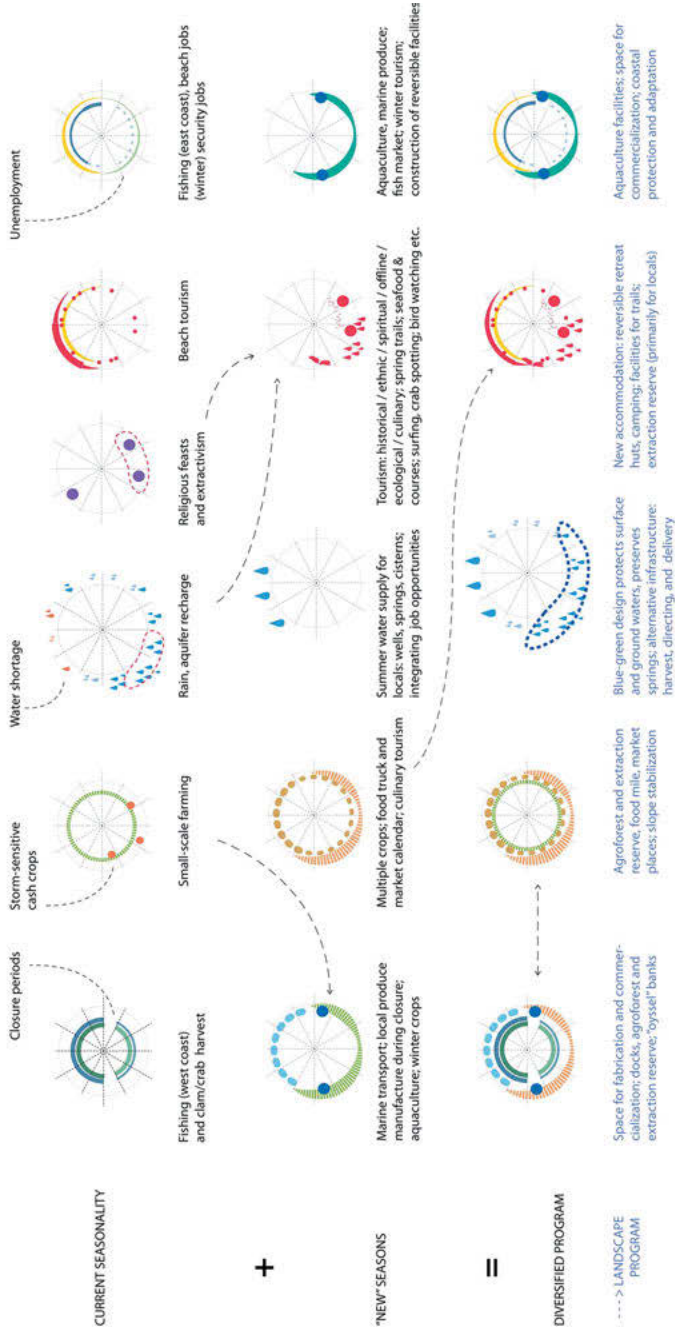 Closure periods
Storm-sensitive
cash crops
Water shortage
Unemployment
CURRENT SEASONALITY
Fishing (west coast)
and clam/crab harvest
Small-scale farming
Rain, aquifer recharge
Religious feasts
and extractivism
Beach tourism
Fishing (east coast), beach jobs
(winter) security jobs
+
"NEW" SEASONS
Marine transport; local produce
manufacture during closure;
aquaculture; winter crops
Multiple crops; food truck and
market calendar; culinary tourism
Summer water supply for
locals: wells, springs, cisterns;
integrating job opportunities
Tourism: historical / ethnic / spiritual / offline /
ecological / culinary; spring trails; seafood &
courses; surfing, crab spotting; bird watching etc.
Aquaculture, marine produce;
fish market; winter tourism;
construction of reversible facilities
=
DIVERSIFIED PROGRAM
- - - > LANDSCAPE
PROGRAM
Space for fabrication and commer-
cialization; docks, agroforest and
extraction reserve; "oyssel" banks
Agroforest and extraction
reserve, food mile, market
places; slope stabilization
Blue-green design protects surface
and ground waters, preserves
springs; alternative infrastructure:
harvest, directing, and delivery
New accommodation: reversible retreat
huts, camping; facilities for trails;
extraction reserve (primarily for locals)
Aquaculture facilities; space for
commercialization; coastal
protection and adaptation